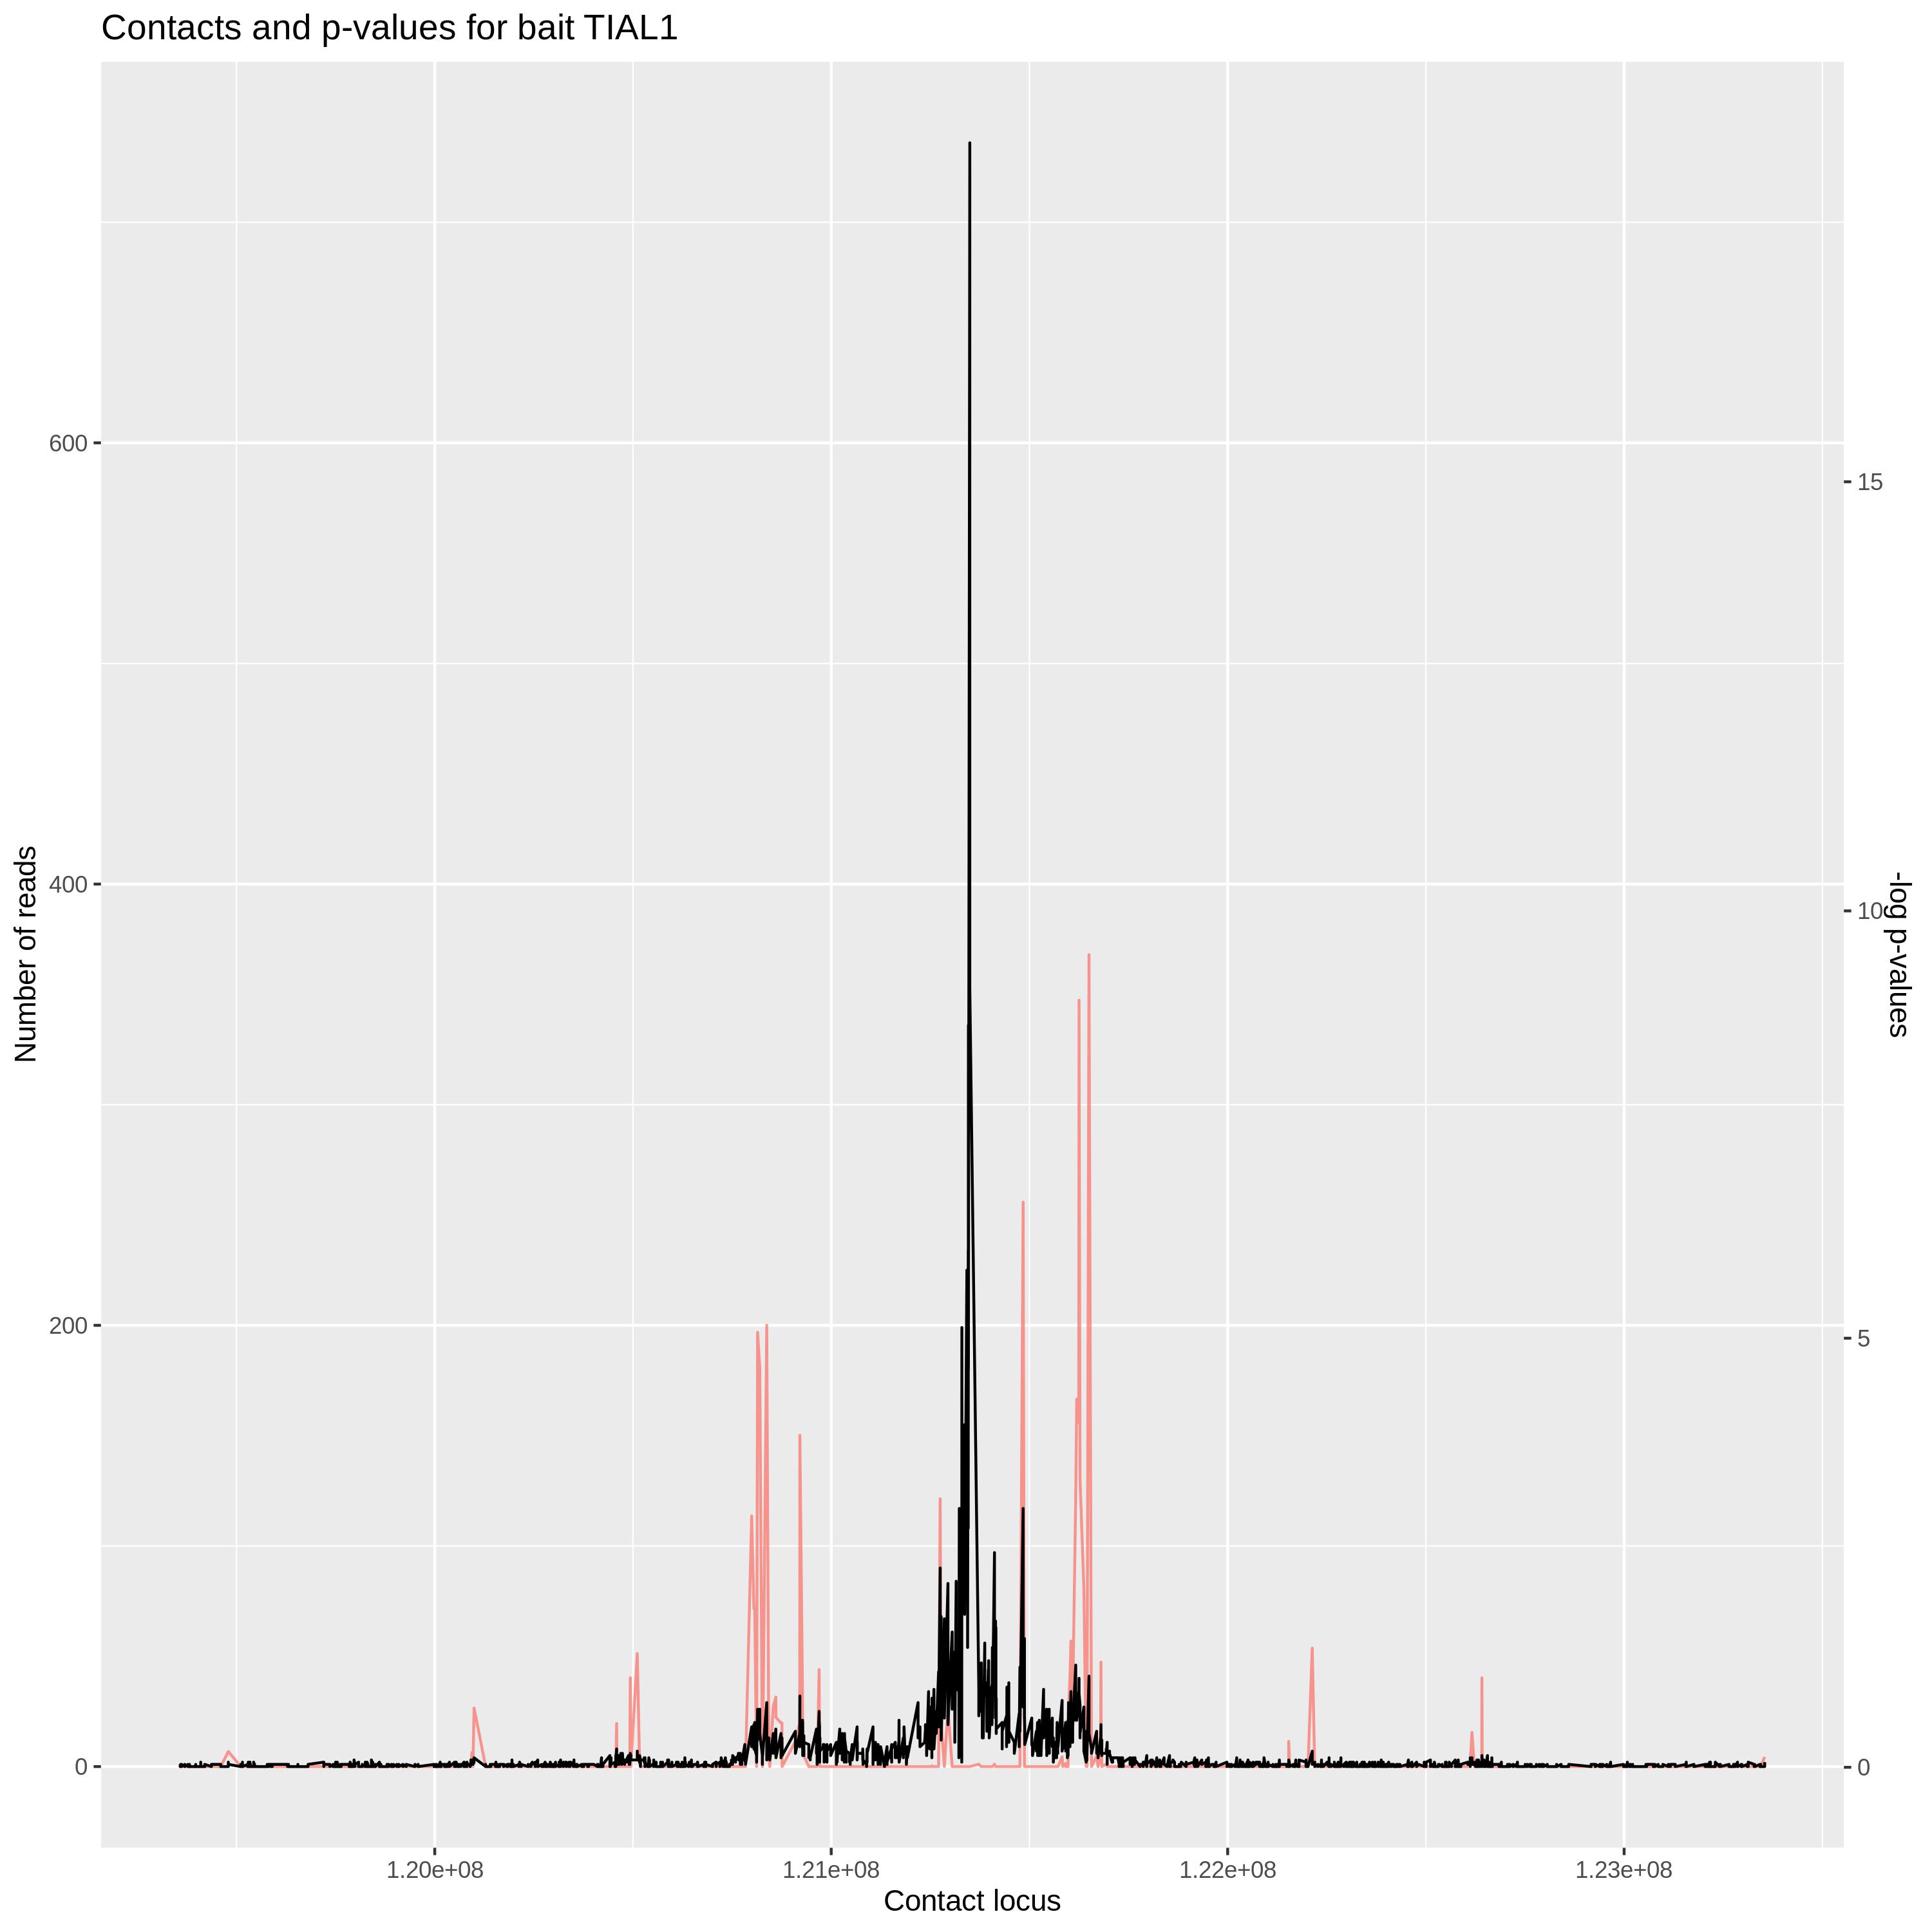 Contacts and p-values for bait TIAL1
600
400
200
0
Number of reads
15
10
5
0
-log p-values
1.20e+08
1.21e+08
1.22e+08
1.23e+08
Contact locus